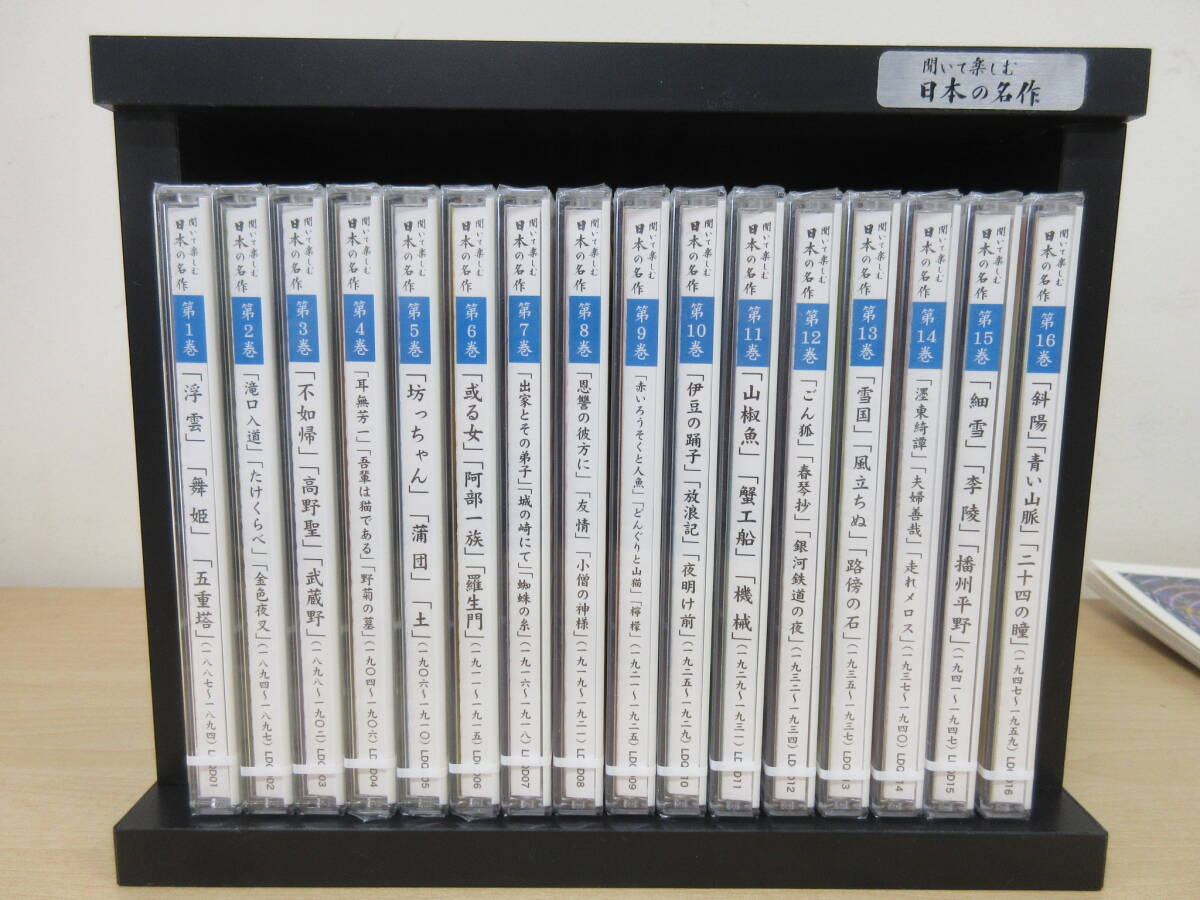 聞いて楽しむ
日本の名作
聞いて楽しむ
日本の名作
第1巻
「浮雲」「舞姫」「五重塔」(一八八七〜一八九四)
聞いて楽しむ
日本の名作
第2巻
「滝口入道」「たけくらべ」「金色夜叉」(一八九四〜一八九七)
聞いて楽しむ
日本の名作
第3巻
「不如帰」「高野聖」「武蔵野」(一八九八〜一九〇二)
聞いて楽しむ
日本の名作
第4巻
「耳無芳一」「吾輩は猫である」「野菊の墓」(一九〇四〜一九〇六)
聞いて楽しむ
日本の名作
第5巻
「坊っちゃん」「蒲団」「土」(一九〇六〜一九一〇)
聞いて楽しむ
日本の名作
第6巻
「或る女」「阿部一族」「羅生門」(一九一一〜一九一五)
聞いて楽しむ
日本の名作
第7巻
「出家とその弟子」「城の崎にて」「蜘蛛の糸」(一九一六〜一九一八)
聞いて楽しむ
日本の名作
第8巻
「恩讐の彼方に」「友情」「小僧の神様」(一九一九〜一九二一)
聞いて楽しむ
日本の名作
第9巻
「赤いろうそくと人魚」「どんぐりと山猫」「檸檬」(一九二一〜一九二五)
聞いて楽しむ
日本の名作
第10巻
「伊豆の踊子」「放浪記」「夜明け前」(一九二五〜一九二九)
聞いて楽しむ
日本の名作
第11巻
「山椒魚」「蟹工船」「機械」(一九二九〜一九三一)
聞いて楽しむ
日本の名作
第12巻
「ごん狐」「春琴抄」「銀河鉄道の夜」(一九三二〜一九三四)
聞いて楽しむ
日本の名作
第13巻
「雪国」「風立ちぬ」「路傍の石」(一九三五〜一九三七)
聞いて楽しむ
日本の名作
第14巻
「濹東綺譚」「夫婦善哉」「走れメロス」(一九三七〜一九四〇)
聞いて楽しむ
日本の名作
第15巻
「細雪」「李陵」「播州平野」(一九四一〜一九四七)
聞いて楽しむ
日本の名作
第16巻
「斜陽」「青い山脈」「二十四の瞳」(一九四七〜一九五九)